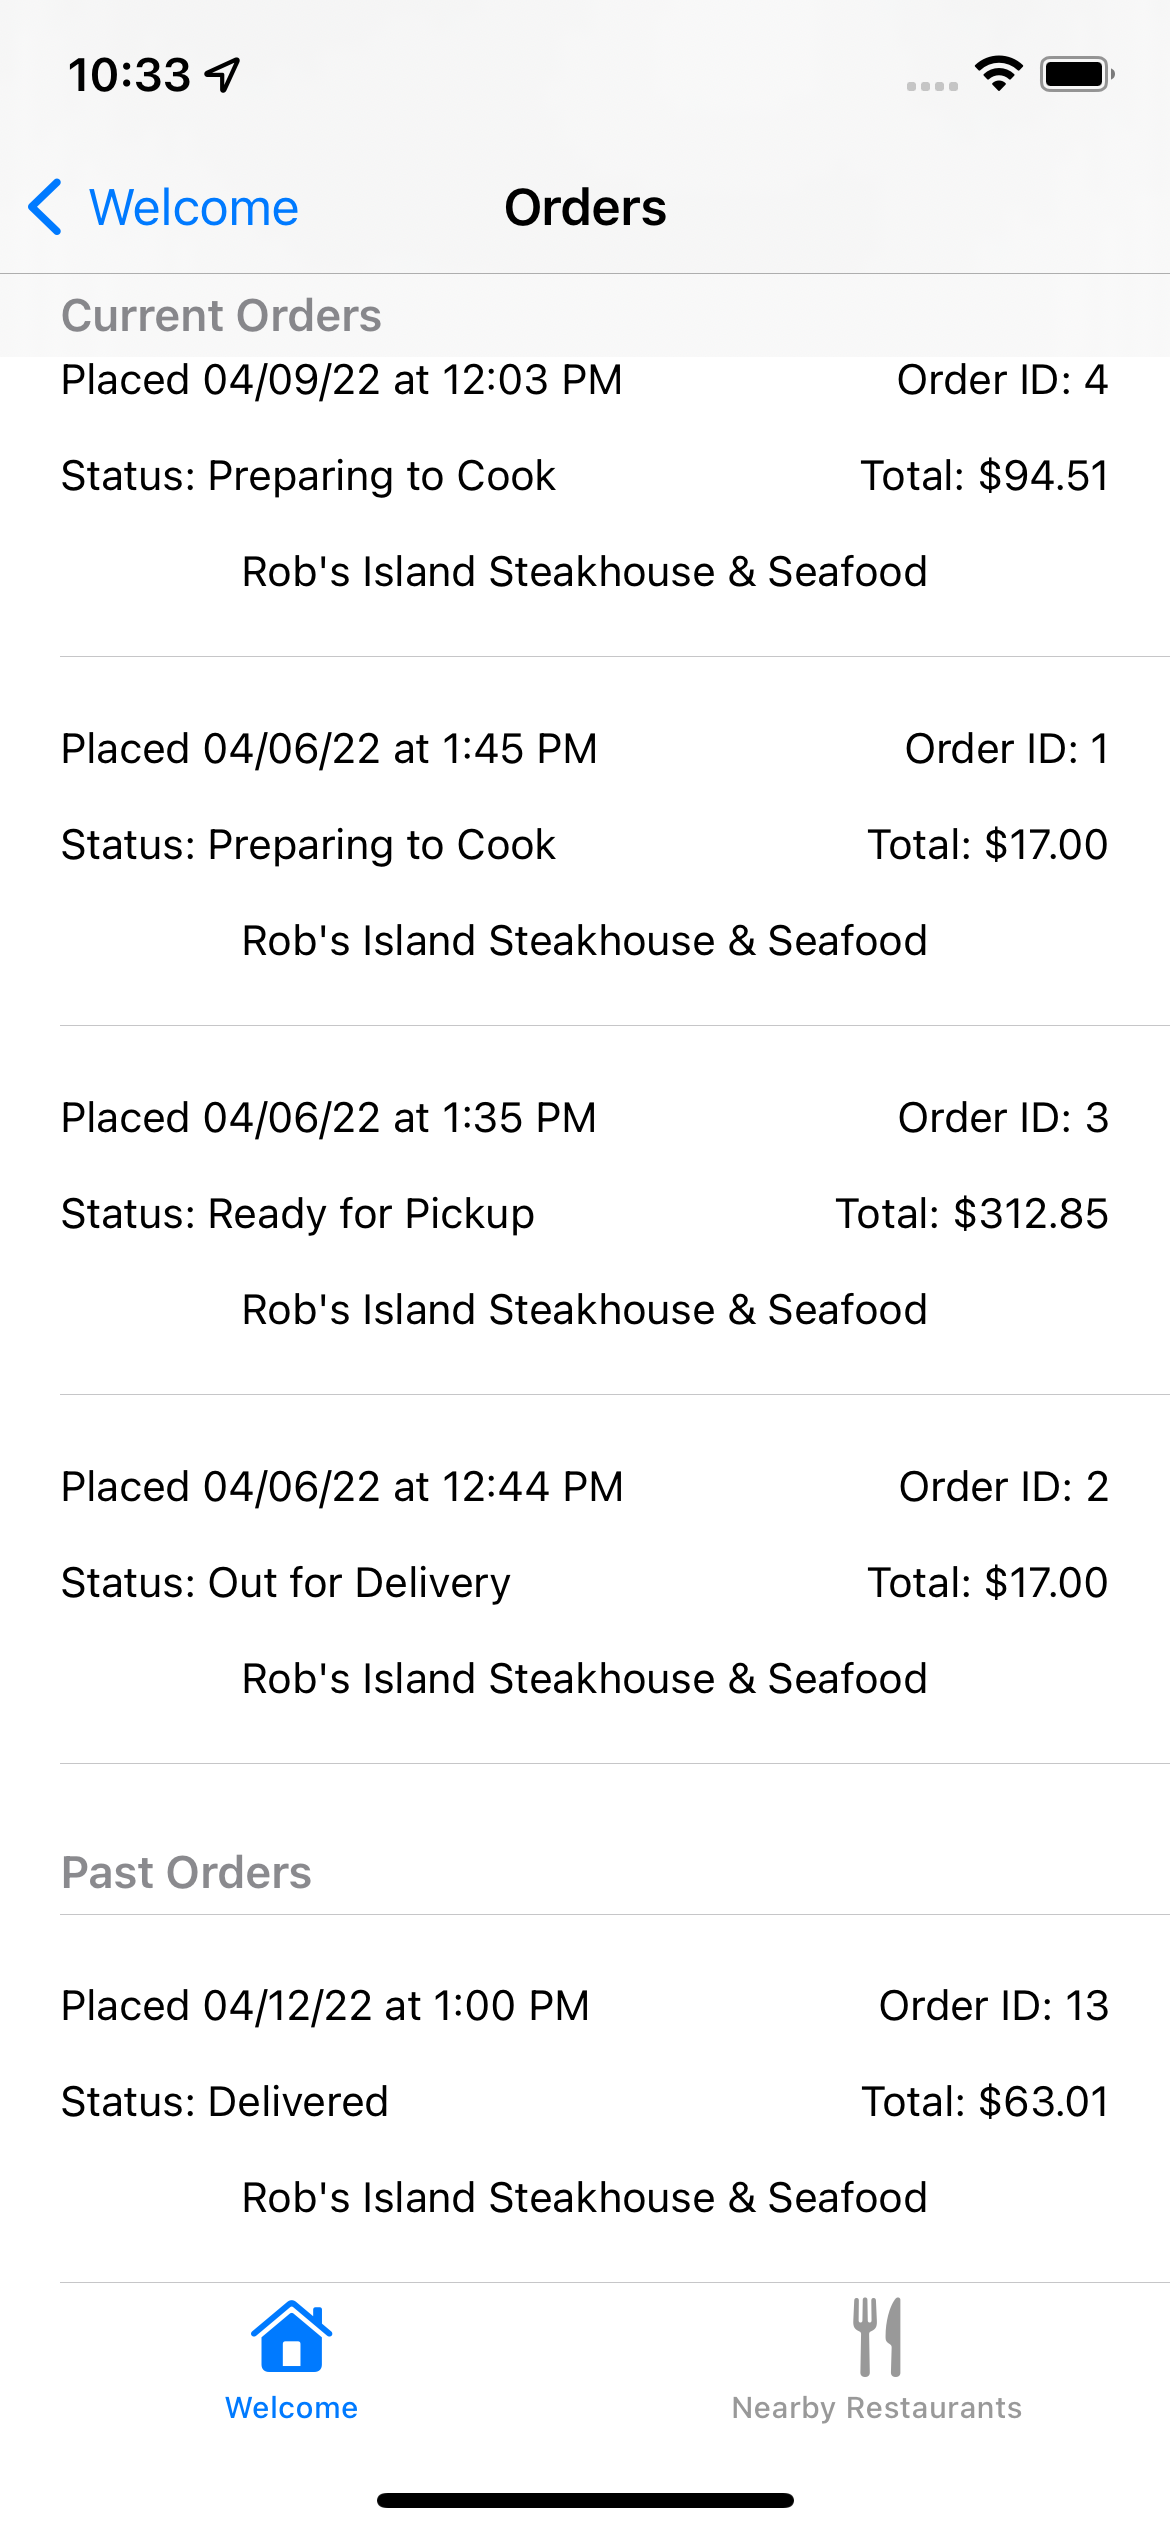 10:33
Welcome Orders
Current Orders
Placed 04/09/22 at 12:03 PM Order ID: 4
Status: Preparing to Cook Total: $94.51
Rob's Island Steakhouse & Seafood
Placed 04/06/22 at 1:45 PM Order ID: 1
Status: Preparing to Cook Total: $17.00
Rob's Island Steakhouse & Seafood
Placed 04/06/22 at 1:35 PM Order ID: 3
Status: Ready for Pickup Total: $312.85
Rob's Island Steakhouse & Seafood
Placed 04/06/22 at 12:44 PM Order ID: 2
Status: Out for Delivery Total: $17.00
Rob's Island Steakhouse & Seafood
Past Orders
Placed 04/12/22 at 1:00 PM Order ID: 13
Status: Delivered Total: $63.01
Rob's Island Steakhouse & Seafood
Welcome Nearby Restaurants